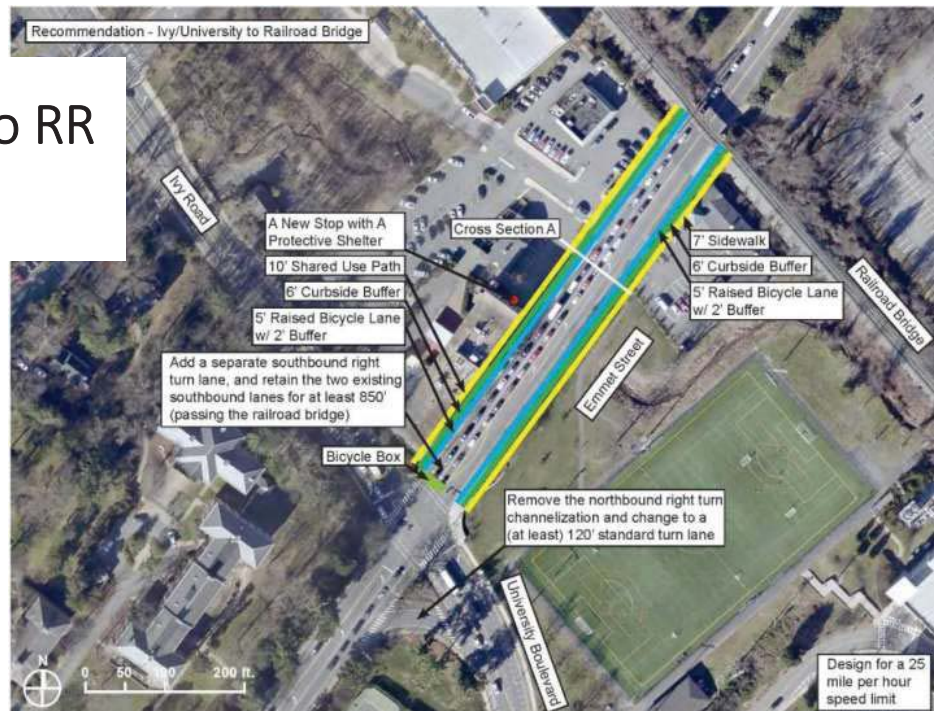 Recommendation - Ivy/University to Railroad Bridge
RR
Ivy Road
A New Stop with A
Protective Shelter
10' Shared Use Path
6' Curbside Buffer
5' Raised Bicycle Lane
w/ 2' Buffer
Add a separate southbound right
turn lane, and retain the two existing
southbound lanes for at least 850'
(passing the railroad bridge)
Bicycle Box
Cross Section A
7' Sidewalk
6' Curbside Buffer
5' Raised Bicycle Lane
w/ 2' Buffer
Railroad Bridge
Emmet Street
Remove the northbound right turn
channelization and change to a
(at least) 120' standard turn lane
University Boulevard
N
0 50 100 200 ft.
Design for a 25
mile per hour
speed limit